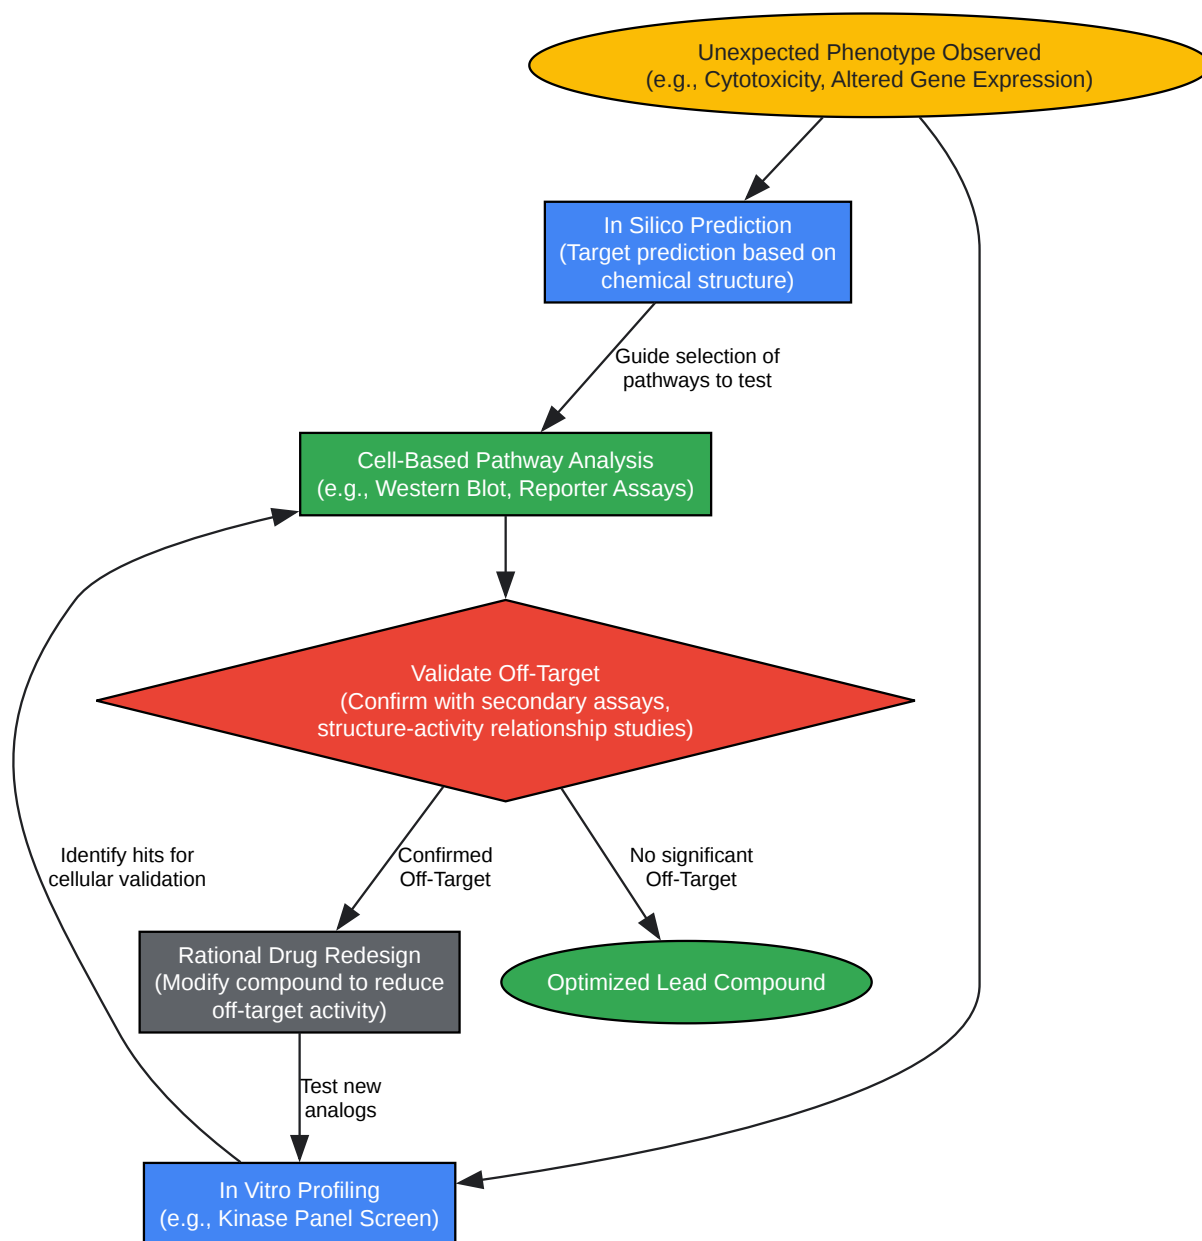 Unexpected Phenotype Observed
(e.g., Cytotoxicity, Altered Gene Expression)
In Silico Prediction
(Target prediction based on
chemical structure)
Guide selection of
pathways to test
Cell-Based Pathway Analysis
(e.g., Western Blot, Reporter Assays)
Validate Off-Target
(Confirm with secondary assays,
structure-activity relationship studies)
Identify hits for
cellular validation
Confirmed
Off-Target
No significant
Off-Target
Rational Drug Redesign
(Modify compound to reduce
off-target activity)
Optimized Lead Compound
Test new
analogs
In Vitro Profiling
(e.g., Kinase Panel Screen)